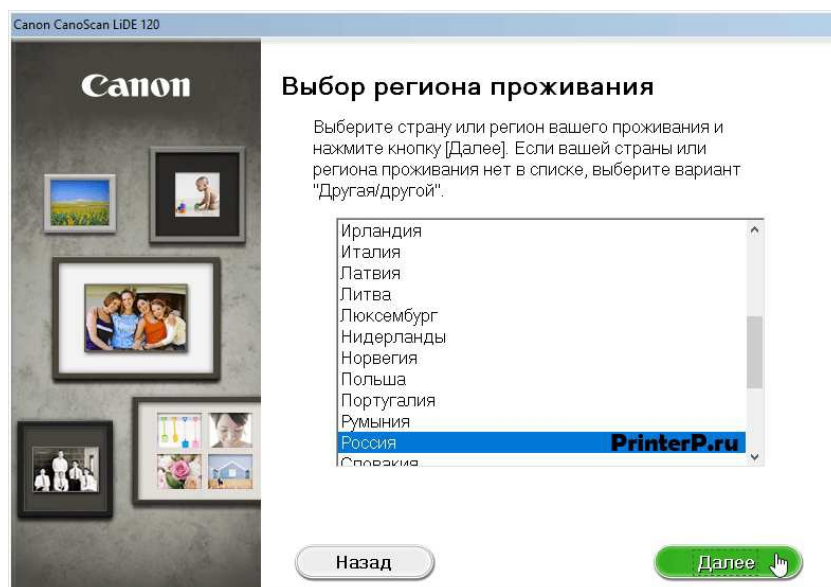 Canon CanoScan LiDE 120
Canon
Выбор региона проживания
Выберите страну или регион вашего проживания и
нажмите кнопку [Далее]. Если вашей страны или
региона проживания нет в списке, выберите вариант
"Другая/другой".
Ирландия
Италия
Латвия
Литва
Люксембург
Нидерланды
Норвегия
Польша
Португалия
Румыния
Россия PrinterP.ru
Словакия
Назад Далее